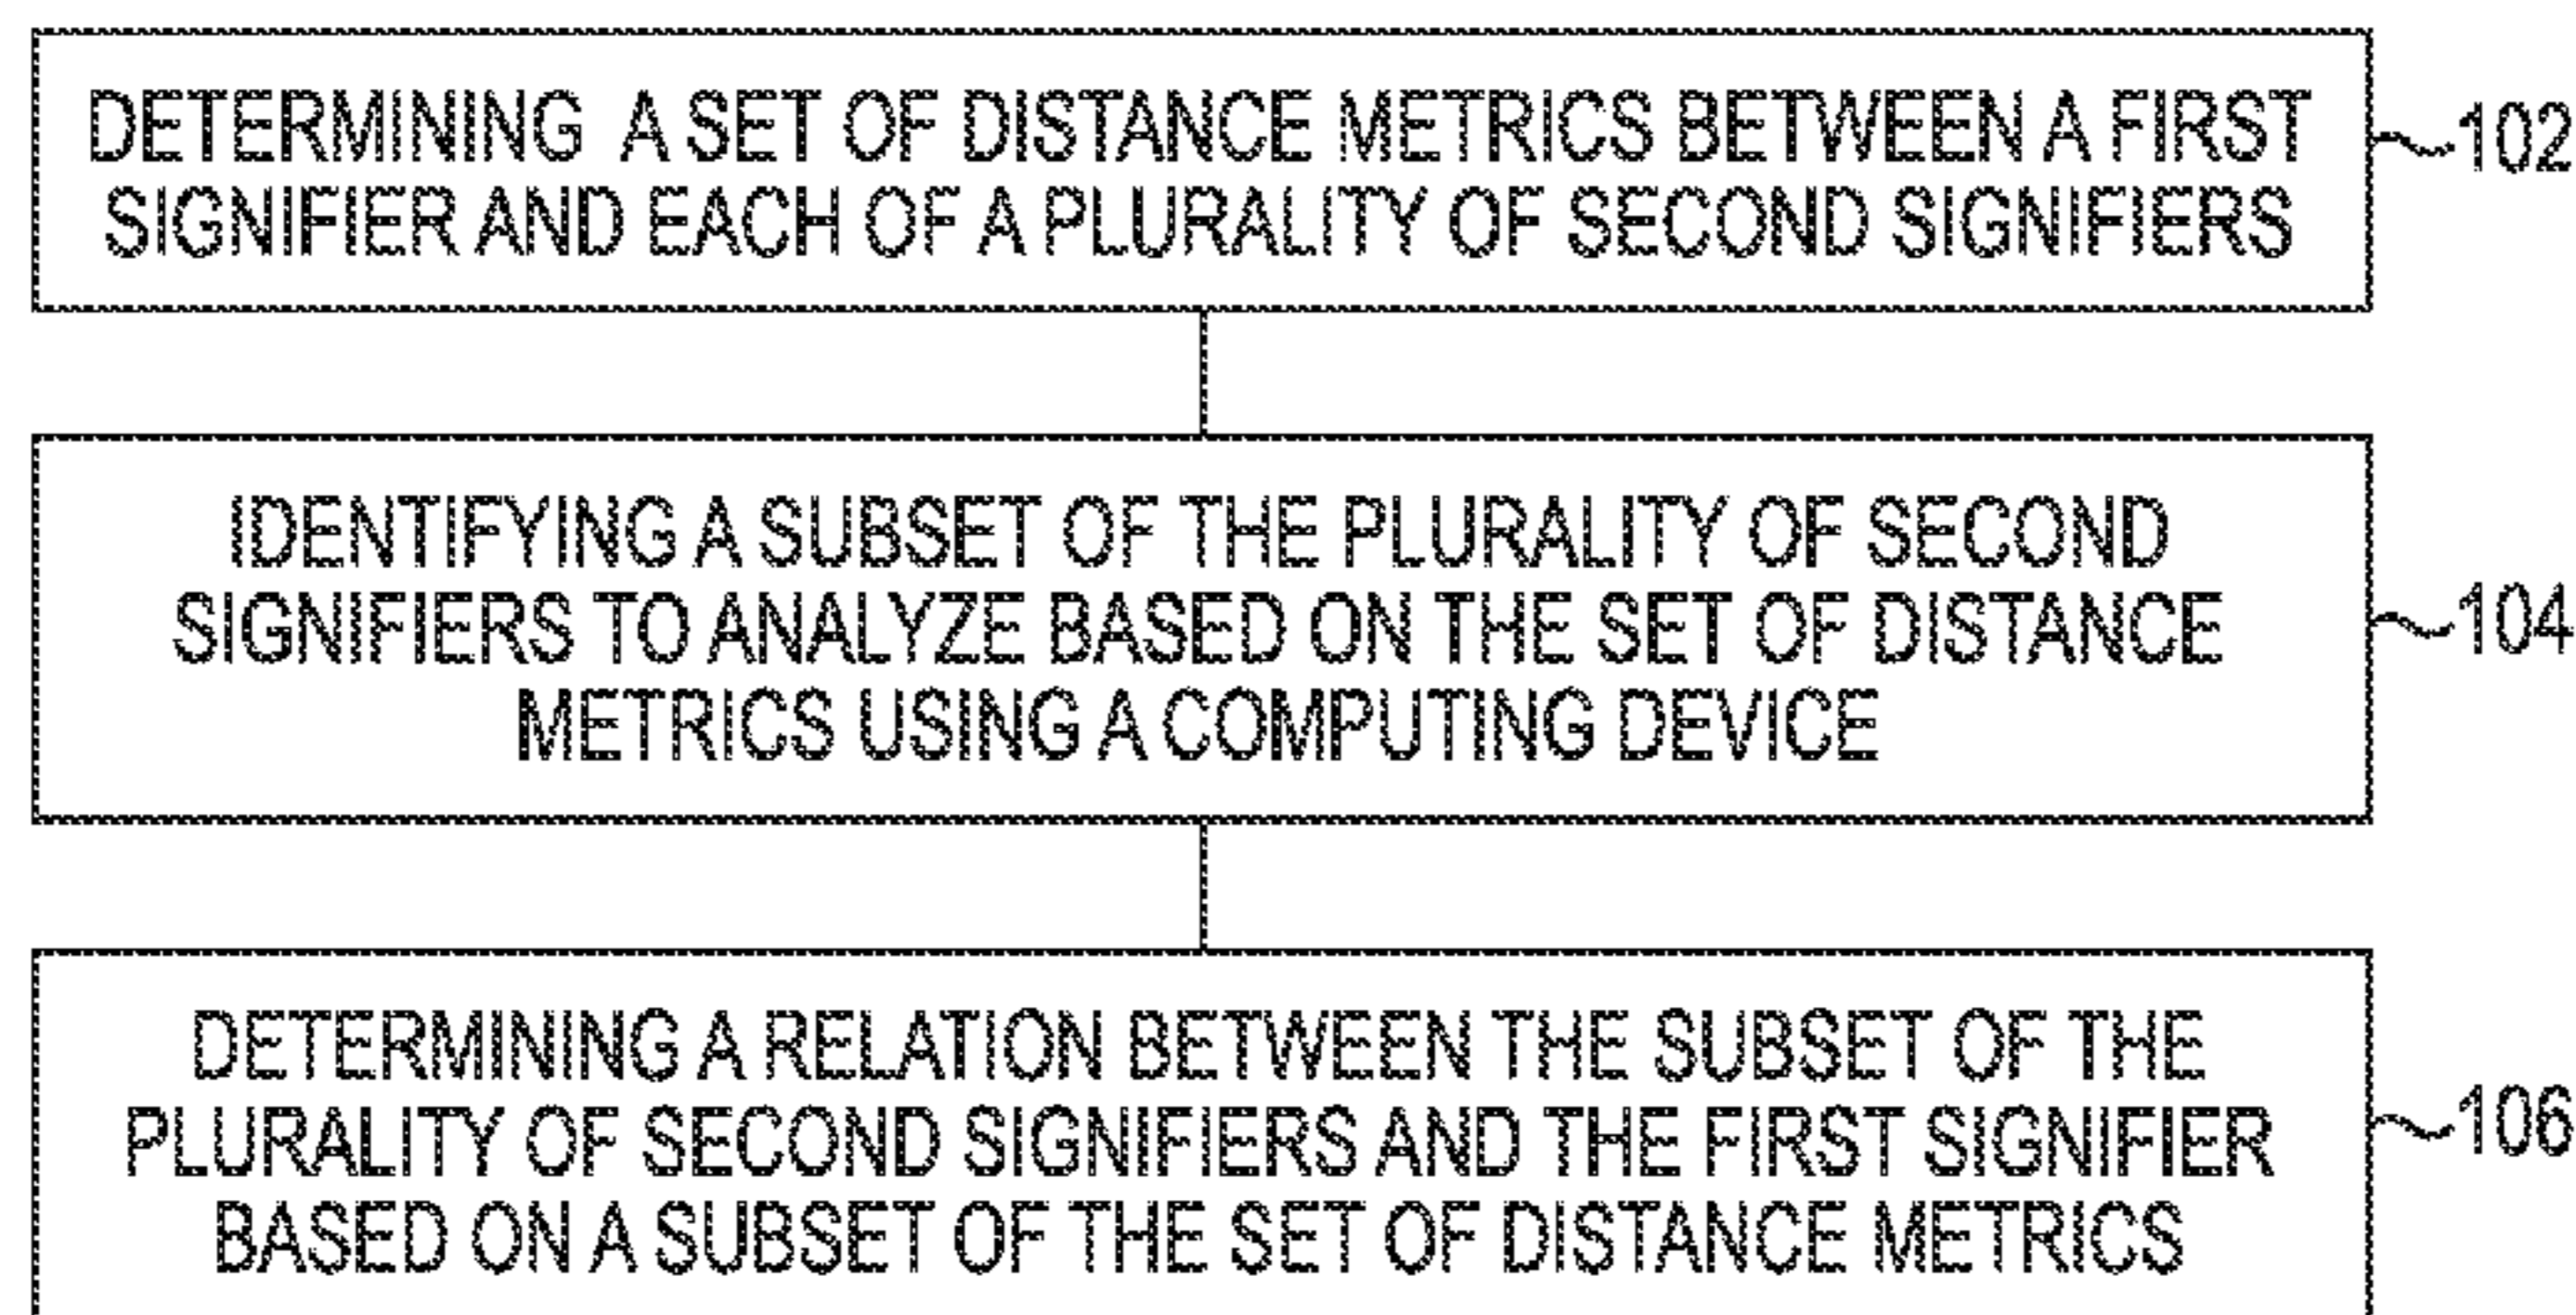 DETERMINING A SET OF DISTANCE METRICS BETWEEN A FIRST
SIGNIFIER AND EACH OF A PLURALITY OF SECOND SIGNIFIERS
102
IDENTIFYING A SUBSET OF THE PLURALITY OF SECOND
SIGNIFIERS TO ANALYZE BASED ON THE SET OF DISTANCE
METRICS USING A COMPUTING DEVICE
104
DETERMINING A RELATION BETWEEN THE SUBSET OF THE
PLURALITY OF SECOND SIGNIFIERS AND THE FIRST SIGNIFIER
BASED ON A SUBSET OF THE SET OF DISTANCE METRICS
106